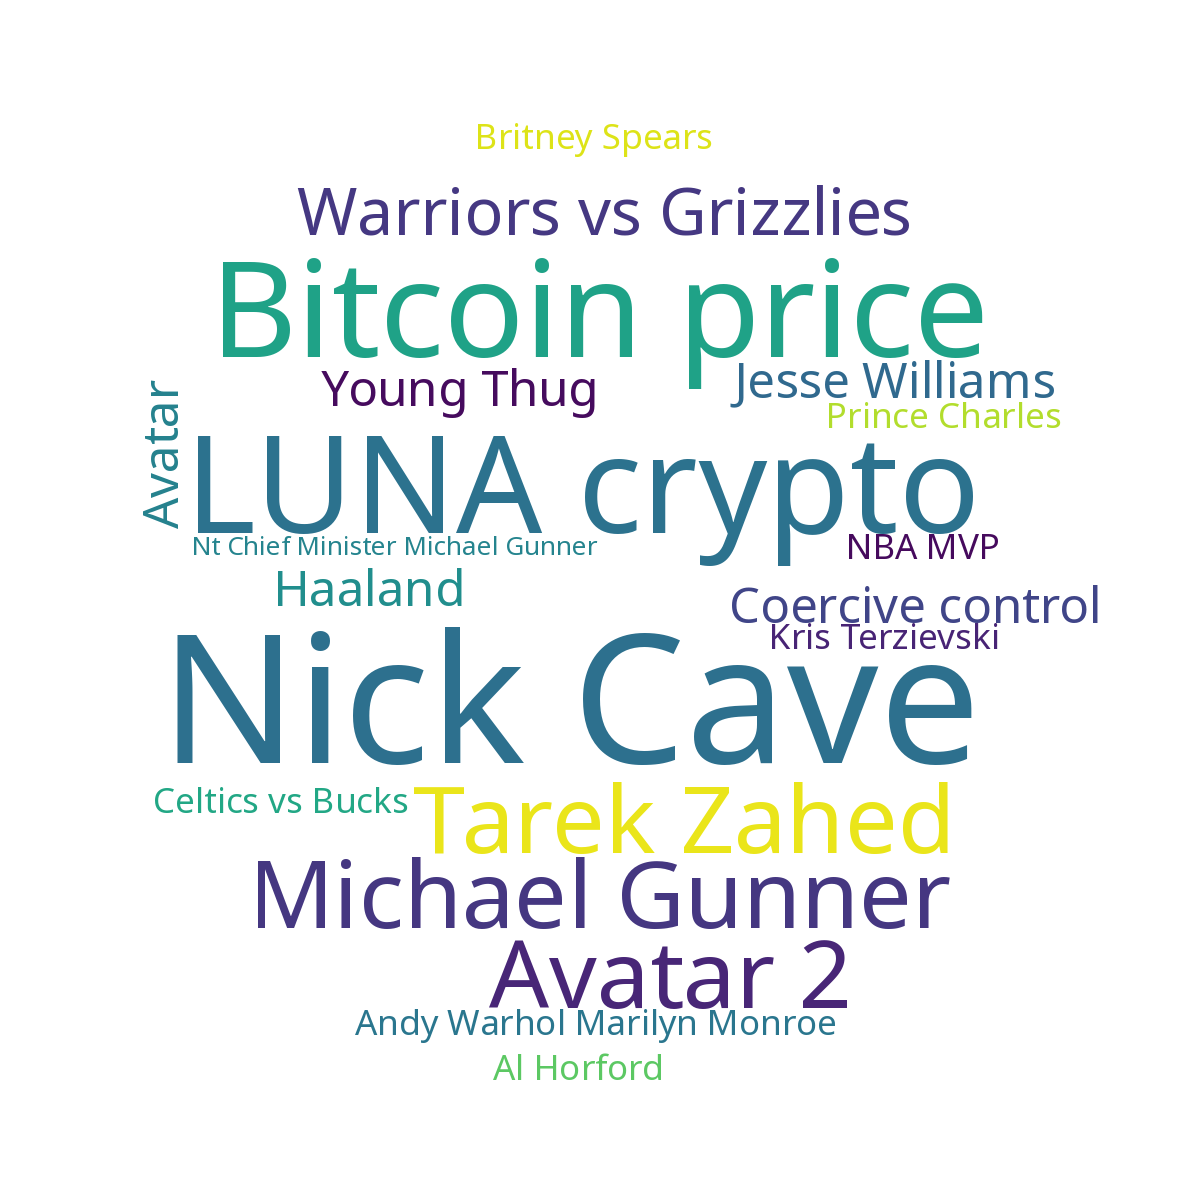 Britney Spears
Warriors vs Grizzlies
Bitcoin price
Young Thug
Jesse Williams
Prince Charles
Avatar
LUNA crypto
Nt Chief Minister Michael Gunner
NBA MVP
Haaland
Coercive control
Kris Terzievski
Nick Cave
Celtics vs Bucks
Tarek Zahed
Michael Gunner
Avatar 2
Andy Warhol Marilyn Monroe
Al Horford